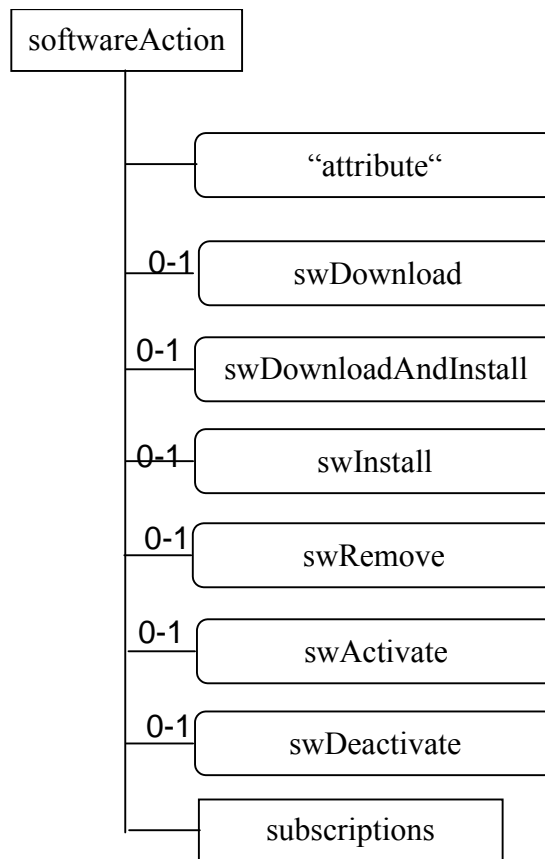 softwareAction
“attribute“
0-1
swDownload
0-1
swDownloadAndInstall
0-1
swInstall
0-1
swRemove
0-1
swActivate
0-1
swDeactivate
subscriptions